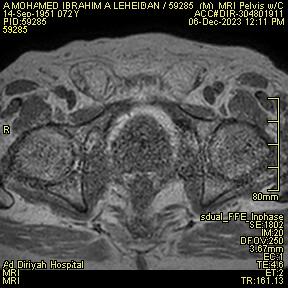 A MOHAMED IBRAHIM A LEHEIDAN / 59285 (M) MRI Pelvis w/C
14-Sep-1951 072Y ACC#DIR-304801911
PID:59285 06-Dec-2023 12:11 PM
59285
R
80mm
sdual_FFE_Inphase
SE:1802
IM:20
DFOV:250
3.67mm
EC:1
Ad Diriyah Hospital TE:4.6
MRI ET:2
MRI TR:161.13